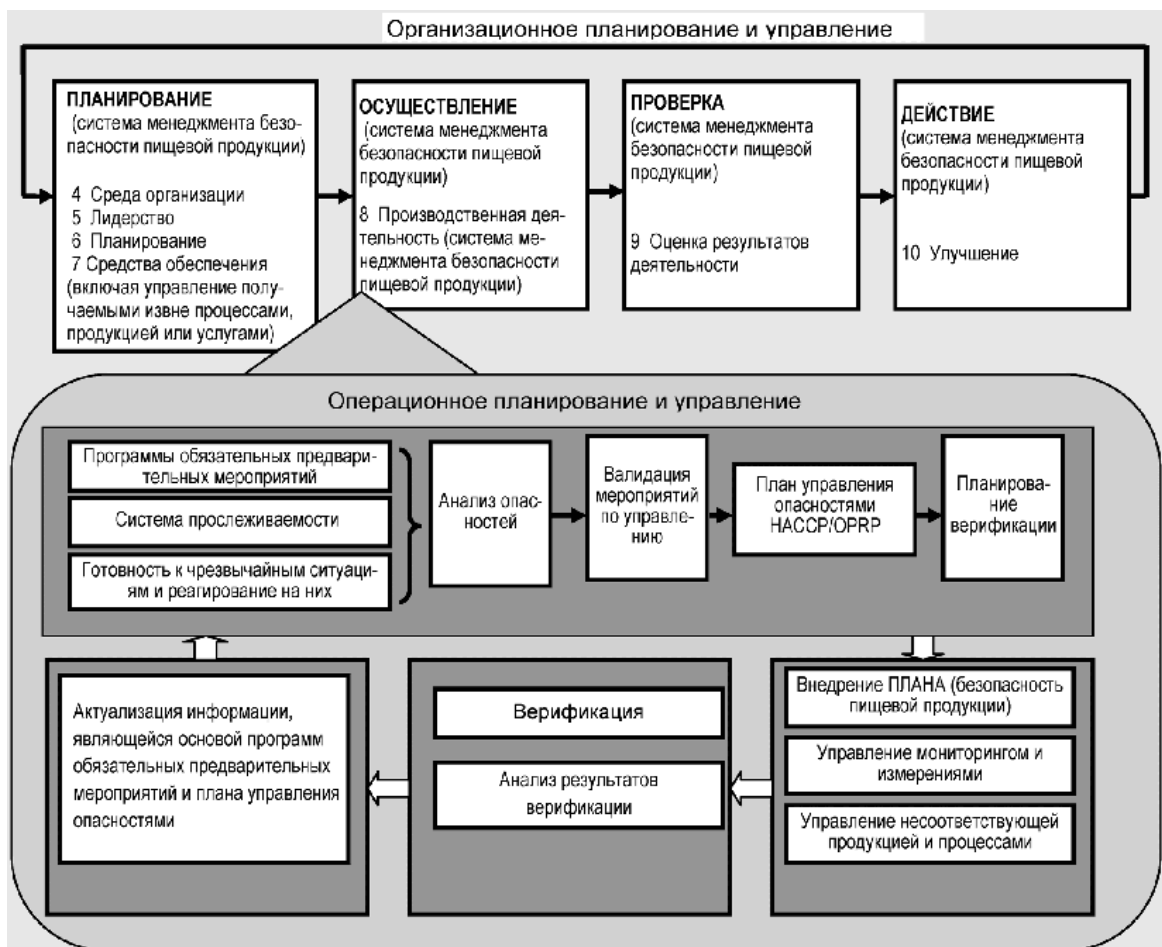 Организационное планирование и управление
ПЛАНИРОВАНИЕ
(система менеджмента безо-
пасности пищевой продукции)
4 Среда организации
5 Лидерство
6 Планирование
7 Средства обеспечения
(включая управление полу-
чаемыми извне процессами,
продукцией или услугами)
ОСУЩЕСТВЛЕНИЕ
(система менеджмента
безопасности пищевой
продукции)
8 Производственная дея-
тельность (система ме-
неджмента безопасности
пищевой продукции)
ПРОВЕРКА
(система менеджмента
безопасности пищевой
продукции)
9 Оценка результатов
деятельности
ДЕЙСТВИЕ
(система менеджмента
безопасности пищевой
продукции)
10 Улучшение
Операционное планирование и управление
Программы обязательных предвари-
тельных мероприятий
Система прослеживаемости
Готовность к чрезвычайным ситуаци-
ям и реагирование на них
Анализ опас-
ностей
Валидация
мероприятий
по управле-
нию
План управления
опасностями
HACCP/OPRP
Планирова-
ние
верификации
Актуализация информации,
являющейся основой программ
обязательных предварительных
мероприятий и плана управления
опасностями
Верификация
Анализ результатов
верификации
Внедрение ПЛАНА (безопасность
пищевой продукции)
Управление мониторингом и
измерениями
Управление несоответствующей
продукцией и процессами